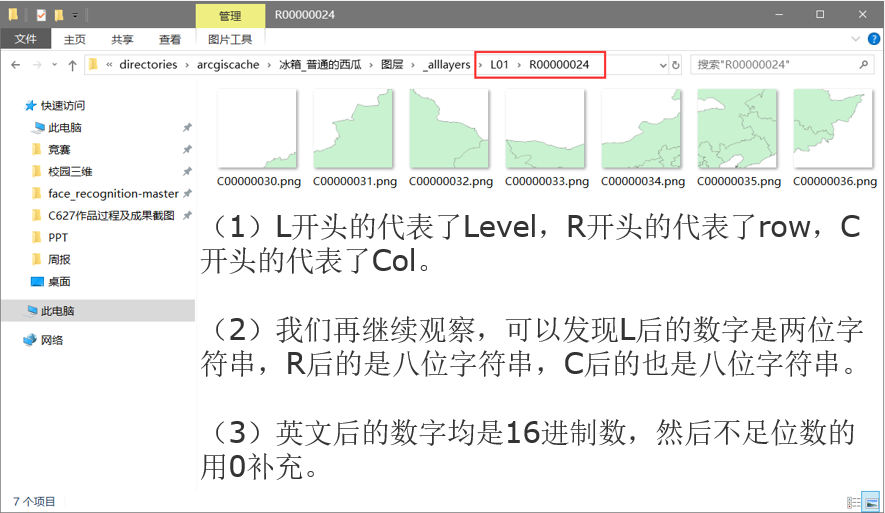 管理
R00000024
文件
主页
共享
查看
图片工具
« directories › arcgiscache › 冰箱_普通的西瓜 › 图层 › _alllayers › L01 › R00000024
搜索"R00000024"
快速访问
此电脑
竞赛
校园三维
face_recognition-master
C627作品过程及成果截图
PPT
周报
桌面
此电脑
网络
C00000030.png
C00000031.png
C00000032.png
C00000033.png
C00000034.png
C00000035.png
C00000036.png
（1）L开头的代表了Level，R开头的代表了row，C
开头的代表了Col。
（2）我们再继续观察，可以发现L后的数字是两位字
符串，R后的是八位字符串，C后的也是八位字符串。
（3）英文后的数字均是16进制数，然后不足位数的
用0补充。
7 个项目